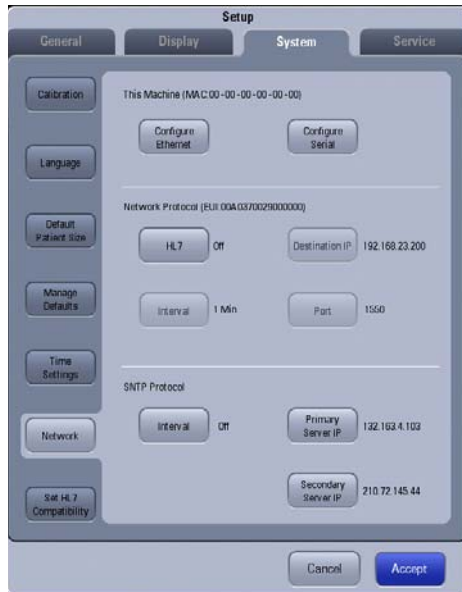 Setup
General Display System Service
Calibration
Language
Default
Patient Size
Manage
Defaults
Time
Settings
Network
Set HL7
Compatibility
This Machine (MAC:00-00-00-00-00-00)
Configure
Ethernet
Configure
Serial
Network Protocol (EUI:00A0370029000000)
HL7 Off
Destination IP 192.168.23.200
Interval 1 Min
Port 1550
SNTP Protocol
Interval Off
Primary
Server IP 132.163.4.103
Secondary
Server IP 210.72.145.44
Cancel Accept